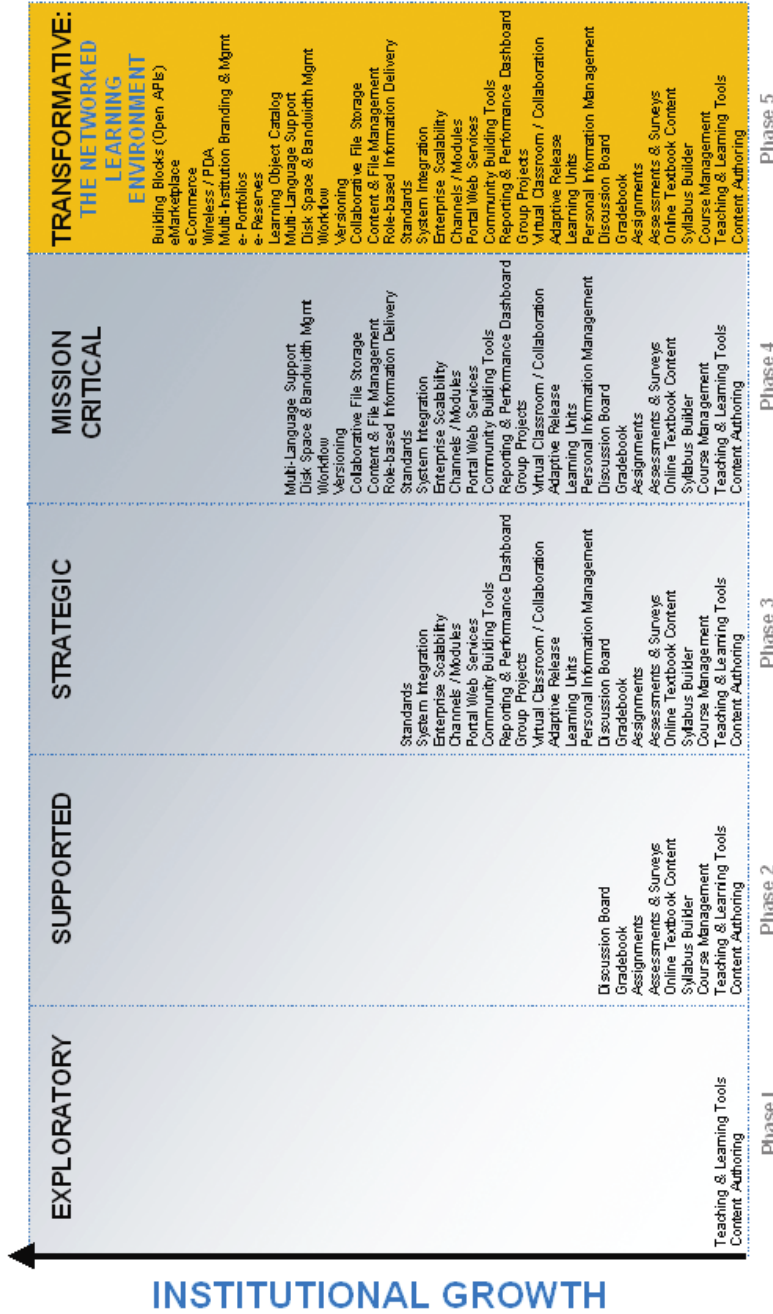 INSTITUTIONAL GROWTH
EXPLORATORY
Teaching & Learning Tools
Content Authoring
Phase 1
SUPPORTED
Discussion Board
Gradebook
Assignments
Assessments & Surveys
Online Textbook Content
Syllabus Builder
Course Management
Teaching & Learning Tools
Content Authoring
Phase 2
STRATEGIC
Standards
System Integration
Enterprise Scalability
Channels / Modules
Portal Web Services
Community Building Tools
Reporting & Performance Dashboard
Group Projects
Virtual Classroom / Collaboration
Adaptive Release
Learning Units
Personal Information Management
Discussion Board
Gradebook
Assignments
Assessments & Surveys
Online Textbook Content
Syllabus Builder
Course Management
Teaching & Learning Tools
Content Authoring
Phase 3
MISSION
CRITICAL
Multi-Language Support
Disk Space & Bandwidth Mgmt
Workflow
Versioning
Collaborative File Storage
Content & File Management
Role-based Information Delivery
Standards
System Integration
Enterprise Scalability
Channels / Modules
Portal Web Services
Community Building Tools
Reporting & Performance Dashboard
Group Projects
Virtual Classroom / Collaboration
Adaptive Release
Learning Units
Personal Information Management
Discussion Board
Gradebook
Assignments
Assessments & Surveys
Online Textbook Content
Syllabus Builder
Course Management
Teaching & Learning Tools
Content Authoring
Phase 4
TRANSFORMATIVE:
THE NETWORKED
LEARNING
ENVIRONMENT
Building Blocks (Open APIs)
eMarketplace
eCommerce
Wireless / PDA
Multi-Institution Branding & Mgmt
e- Portfolios
e- Reserves
Learning Object Catalog
Multi-Language Support
Disk Space & Bandwidth Mgmt
Workflow
Versioning
Collaborative File Storage
Content & File Management
Role-based Information Delivery
Standards
System Integration
Enterprise Scalability
Channels / Modules
Portal Web Services
Community Building Tools
Reporting & Performance Dashboard
Group Projects
Virtual Classroom / Collaboration
Adaptive Release
Learning Units
Personal Information Management
Discussion Board
Gradebook
Assignments
Assessments & Surveys
Online Textbook Content
Syllabus Builder
Course Management
Teaching & Learning Tools
Content Authoring
Phase 5